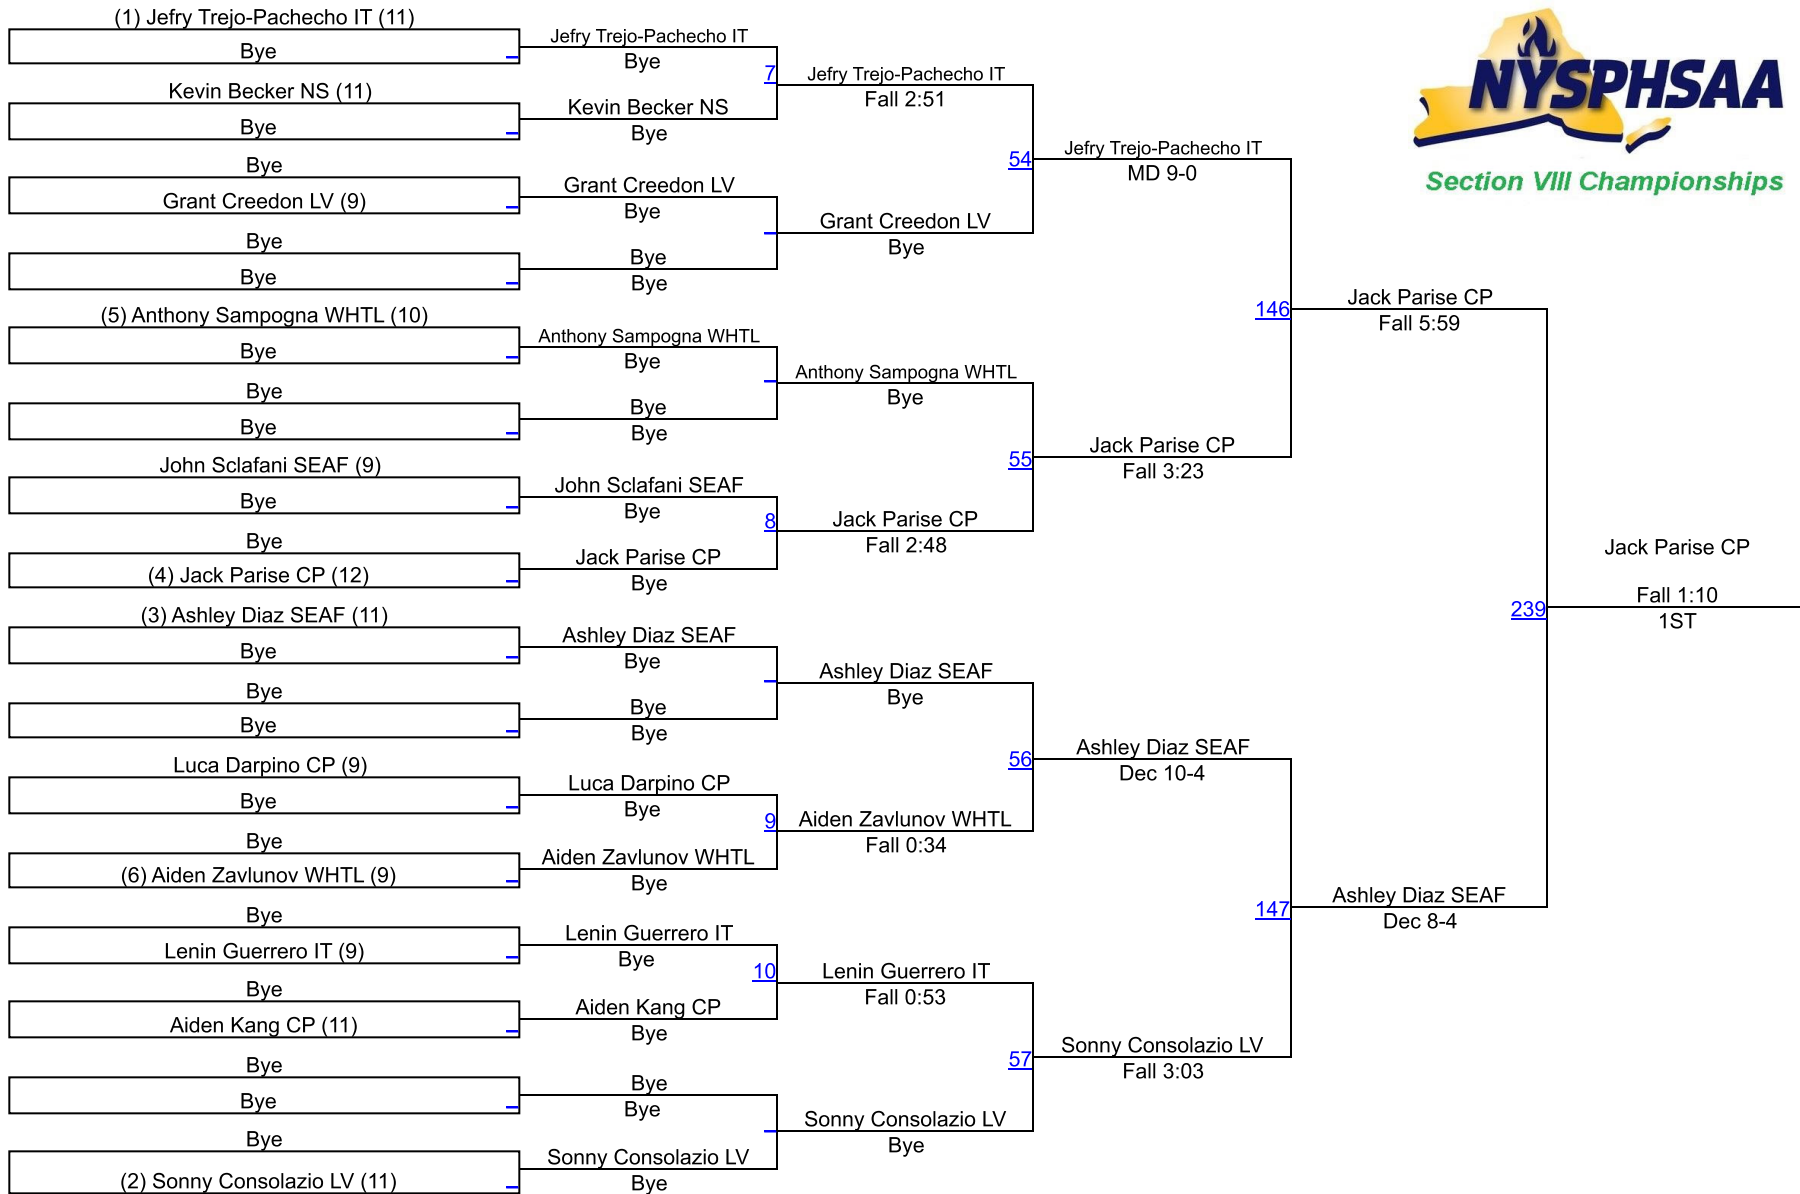 (1) Jefry Trejo-Pachecho IT (11)
Bye
Kevin Becker NS (11)
Bye
Bye
Grant Creedon LV (9)
Bye
Bye
(5) Anthony Sampogna WHTL (10)
Bye
Bye
Bye
John Sclafani SEAF (9)
Bye
Bye
(4) Jack Parise CP (12)
(3) Ashley Diaz SEAF (11)
Bye
Bye
Bye
Luca Darpino CP (9)
Bye
Bye
(6) Aiden Zavlunov WHTL (9)
Bye
Lenin Guerrero IT (9)
Bye
Aiden Kang CP (11)
Bye
Bye
Bye
(2) Sonny Consolazio LV (11)
Jefry Trejo-Pachecho IT
Bye
7
Kevin Becker NS
Bye
Grant Creedon LV
Bye
Bye
Bye
Anthony Sampogna WHTL
Bye
Bye
Bye
John Sclafani SEAF
Bye
8
Jack Parise CP
Bye
Ashley Diaz SEAF
Bye
Bye
Bye
Luca Darpino CP
Bye
9
Aiden Zavlunov WHTL
Bye
Lenin Guerrero IT
Bye
10
Aiden Kang CP
Bye
Bye
Bye
Sonny Consolazio LV
Bye
Jefry Trejo-Pachecho IT
Fall 2:51
54
Grant Creedon LV
Bye
Anthony Sampogna WHTL
Bye
55
Jack Parise CP
Fall 2:48
Ashley Diaz SEAF
Bye
56
Aiden Zavlunov WHTL
Fall 0:34
Lenin Guerrero IT
Fall 0:53
57
Sonny Consolazio LV
Bye
Jefry Trejo-Pachecho IT
MD 9-0
146
Jack Parise CP
Fall 3:23
Ashley Diaz SEAF
Dec 10-4
147
Sonny Consolazio LV
Fall 3:03
Jack Parise CP
Fall 5:59
239
Ashley Diaz SEAF
Dec 8-4
Jack Parise CP
Fall 1:10
1ST
NYSPHSAA
Section VIII Championships